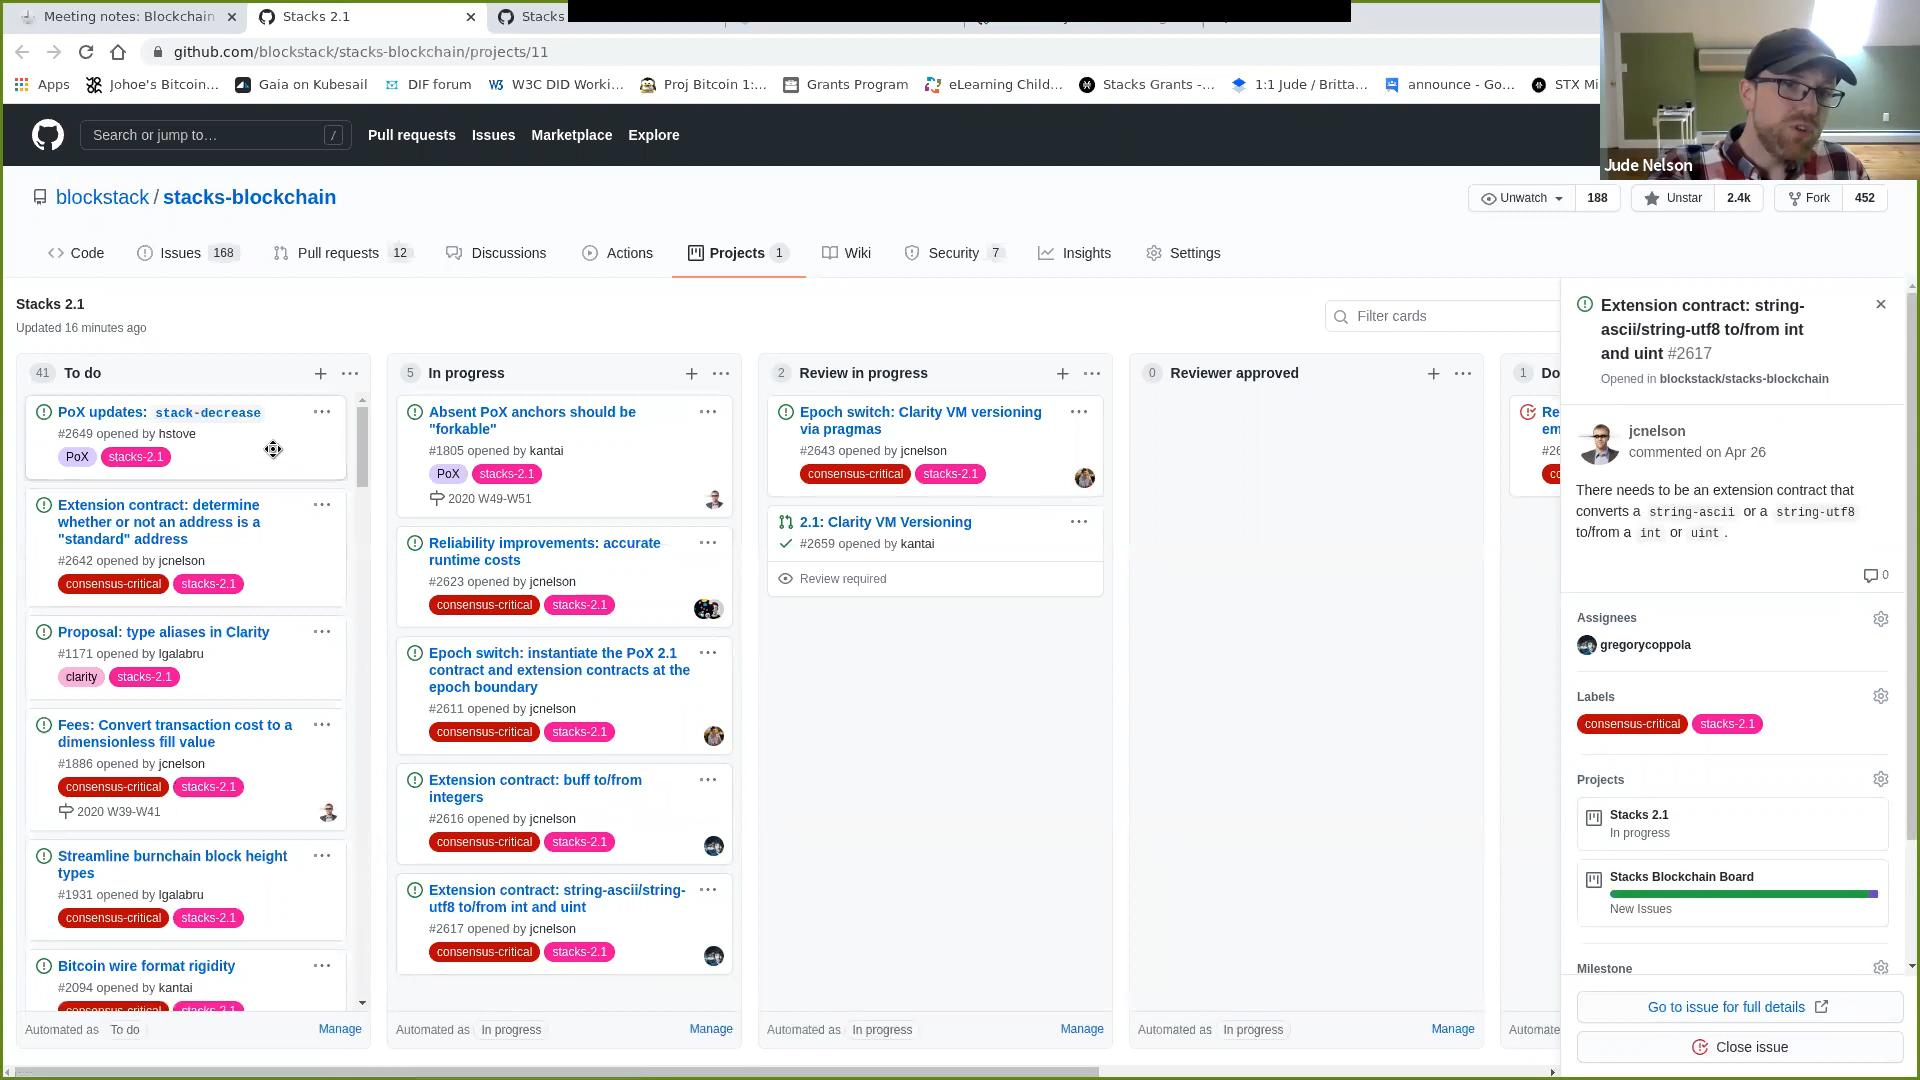 Meeting notes: Blockchain
Stacks 2.1
Stacks
github.com/blockstack/stacks-blockchain/projects/11
Apps
Johoe's Bitcoin...
Gaia on Kubesail
DIF forum
W3C DID Worki...
Proj Bitcoin 1:...
Grants Program
eLearning Child...
Stacks Grants -...
1:1 Jude / Britta...
announce - Go...
STX Mi
Search or jump to...
/
Pull requests
Issues
Marketplace
Explore
Jude Nelson
blockstack / stacks-blockchain
Unwatch
188
Unstar
2.4k
Fork
452
Code
Issues 168
Pull requests 12
Discussions
Actions
Projects 1
Wiki
Security 7
Insights
Settings
Stacks 2.1
Updated 16 minutes ago
Filter cards
41 To do
PoX updates: stack-decrease
#2649 opened by hstove
PoX stacks-2.1
Extension contract: determine
whether or not an address is a
"standard" address
#2642 opened by jcnelson
consensus-critical stacks-2.1
Proposal: type aliases in Clarity
#1171 opened by lgalabru
clarity stacks-2.1
Fees: Convert transaction cost to a
dimensionless fill value
#1886 opened by jcnelson
consensus-critical stacks-2.1
2020 W39-W41
Streamline burnchain block height
types
#1931 opened by lgalabru
consensus-critical stacks-2.1
Bitcoin wire format rigidity
#2094 opened by kantai
consensus-critical stacks-2.1
Automated as To do
Manage
5 In progress
Absent PoX anchors should be
"forkable"
#1805 opened by kantai
PoX stacks-2.1
2020 W49-W51
Reliability improvements: accurate
runtime costs
#2623 opened by jcnelson
consensus-critical stacks-2.1
Epoch switch: instantiate the PoX 2.1
contract and extension contracts at the
epoch boundary
#2611 opened by jcnelson
consensus-critical stacks-2.1
Extension contract: buff to/from
integers
#2616 opened by jcnelson
consensus-critical stacks-2.1
Extension contract: string-ascii/string-
utf8 to/from int and uint
#2617 opened by jcnelson
consensus-critical stacks-2.1
Automated as In progress
Manage
2 Review in progress
Epoch switch: Clarity VM versioning
via pragmas
#2643 opened by jcnelson
consensus-critical stacks-2.1
2.1: Clarity VM Versioning
#2659 opened by kantai
Review required
Automated as In progress
Manage
0 Reviewer approved
Automated as In progress
Manage
1 Do
Re
em
#26
co
Automate
Extension contract: string-
ascii/string-utf8 to/from int
and uint #2617
Opened in blockstack/stacks-blockchain
jcnelson
commented on Apr 26
There needs to be an extension contract that
converts a string-ascii or a string-utf8
to/from a int or uint .
0
Assignees
gregorycoppola
Labels
consensus-critical stacks-2.1
Projects
Stacks 2.1
In progress
Stacks Blockchain Board
New Issues
Milestone
Go to issue for full details
Close issue